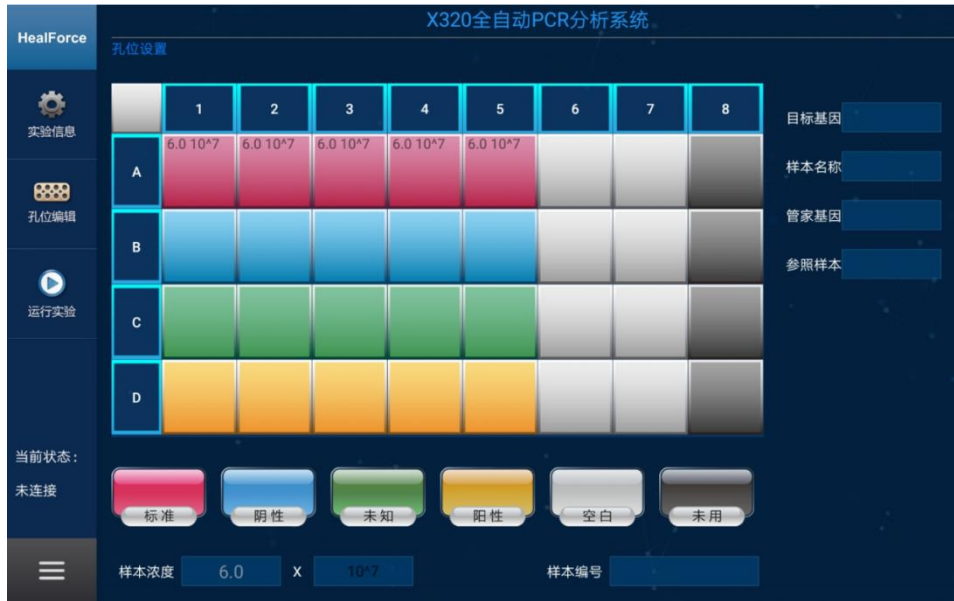 HealForce
X320全自动PCR分析系统
孔位设置
实验信息
孔位编辑
运行实验
当前状态:
未连接
1 2 3 4 5 6 7 8
A 6.0 10^7 6.0 10^7 6.0 10^7 6.0 10^7 6.0 10^7
B
C
D
目标基因
样本名称
管家基因
参照样本
标准 阴性 未知 阳性 空白 未用
样本浓度 6.0 X 10^7 样本编号